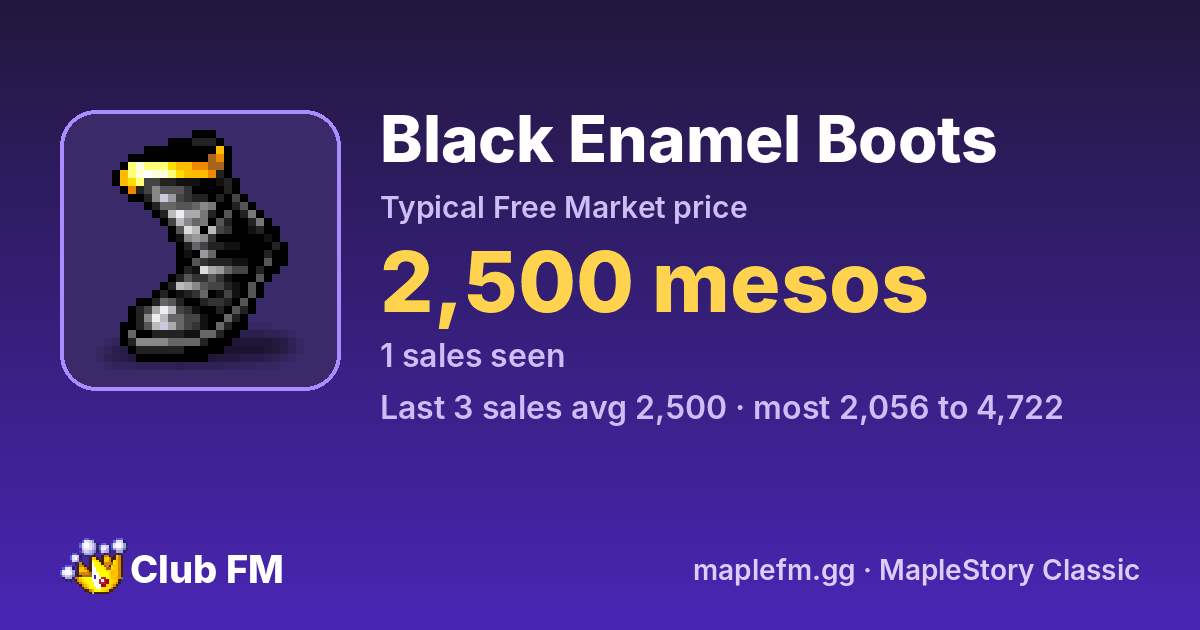 Black Enamel Boots
Typical Free Market price
2,500 mesos
1 sales seen
Last 3 sales avg 2,500 · most 2,056 to 4,722
Club FM
maplefm.gg · MapleStory Classic